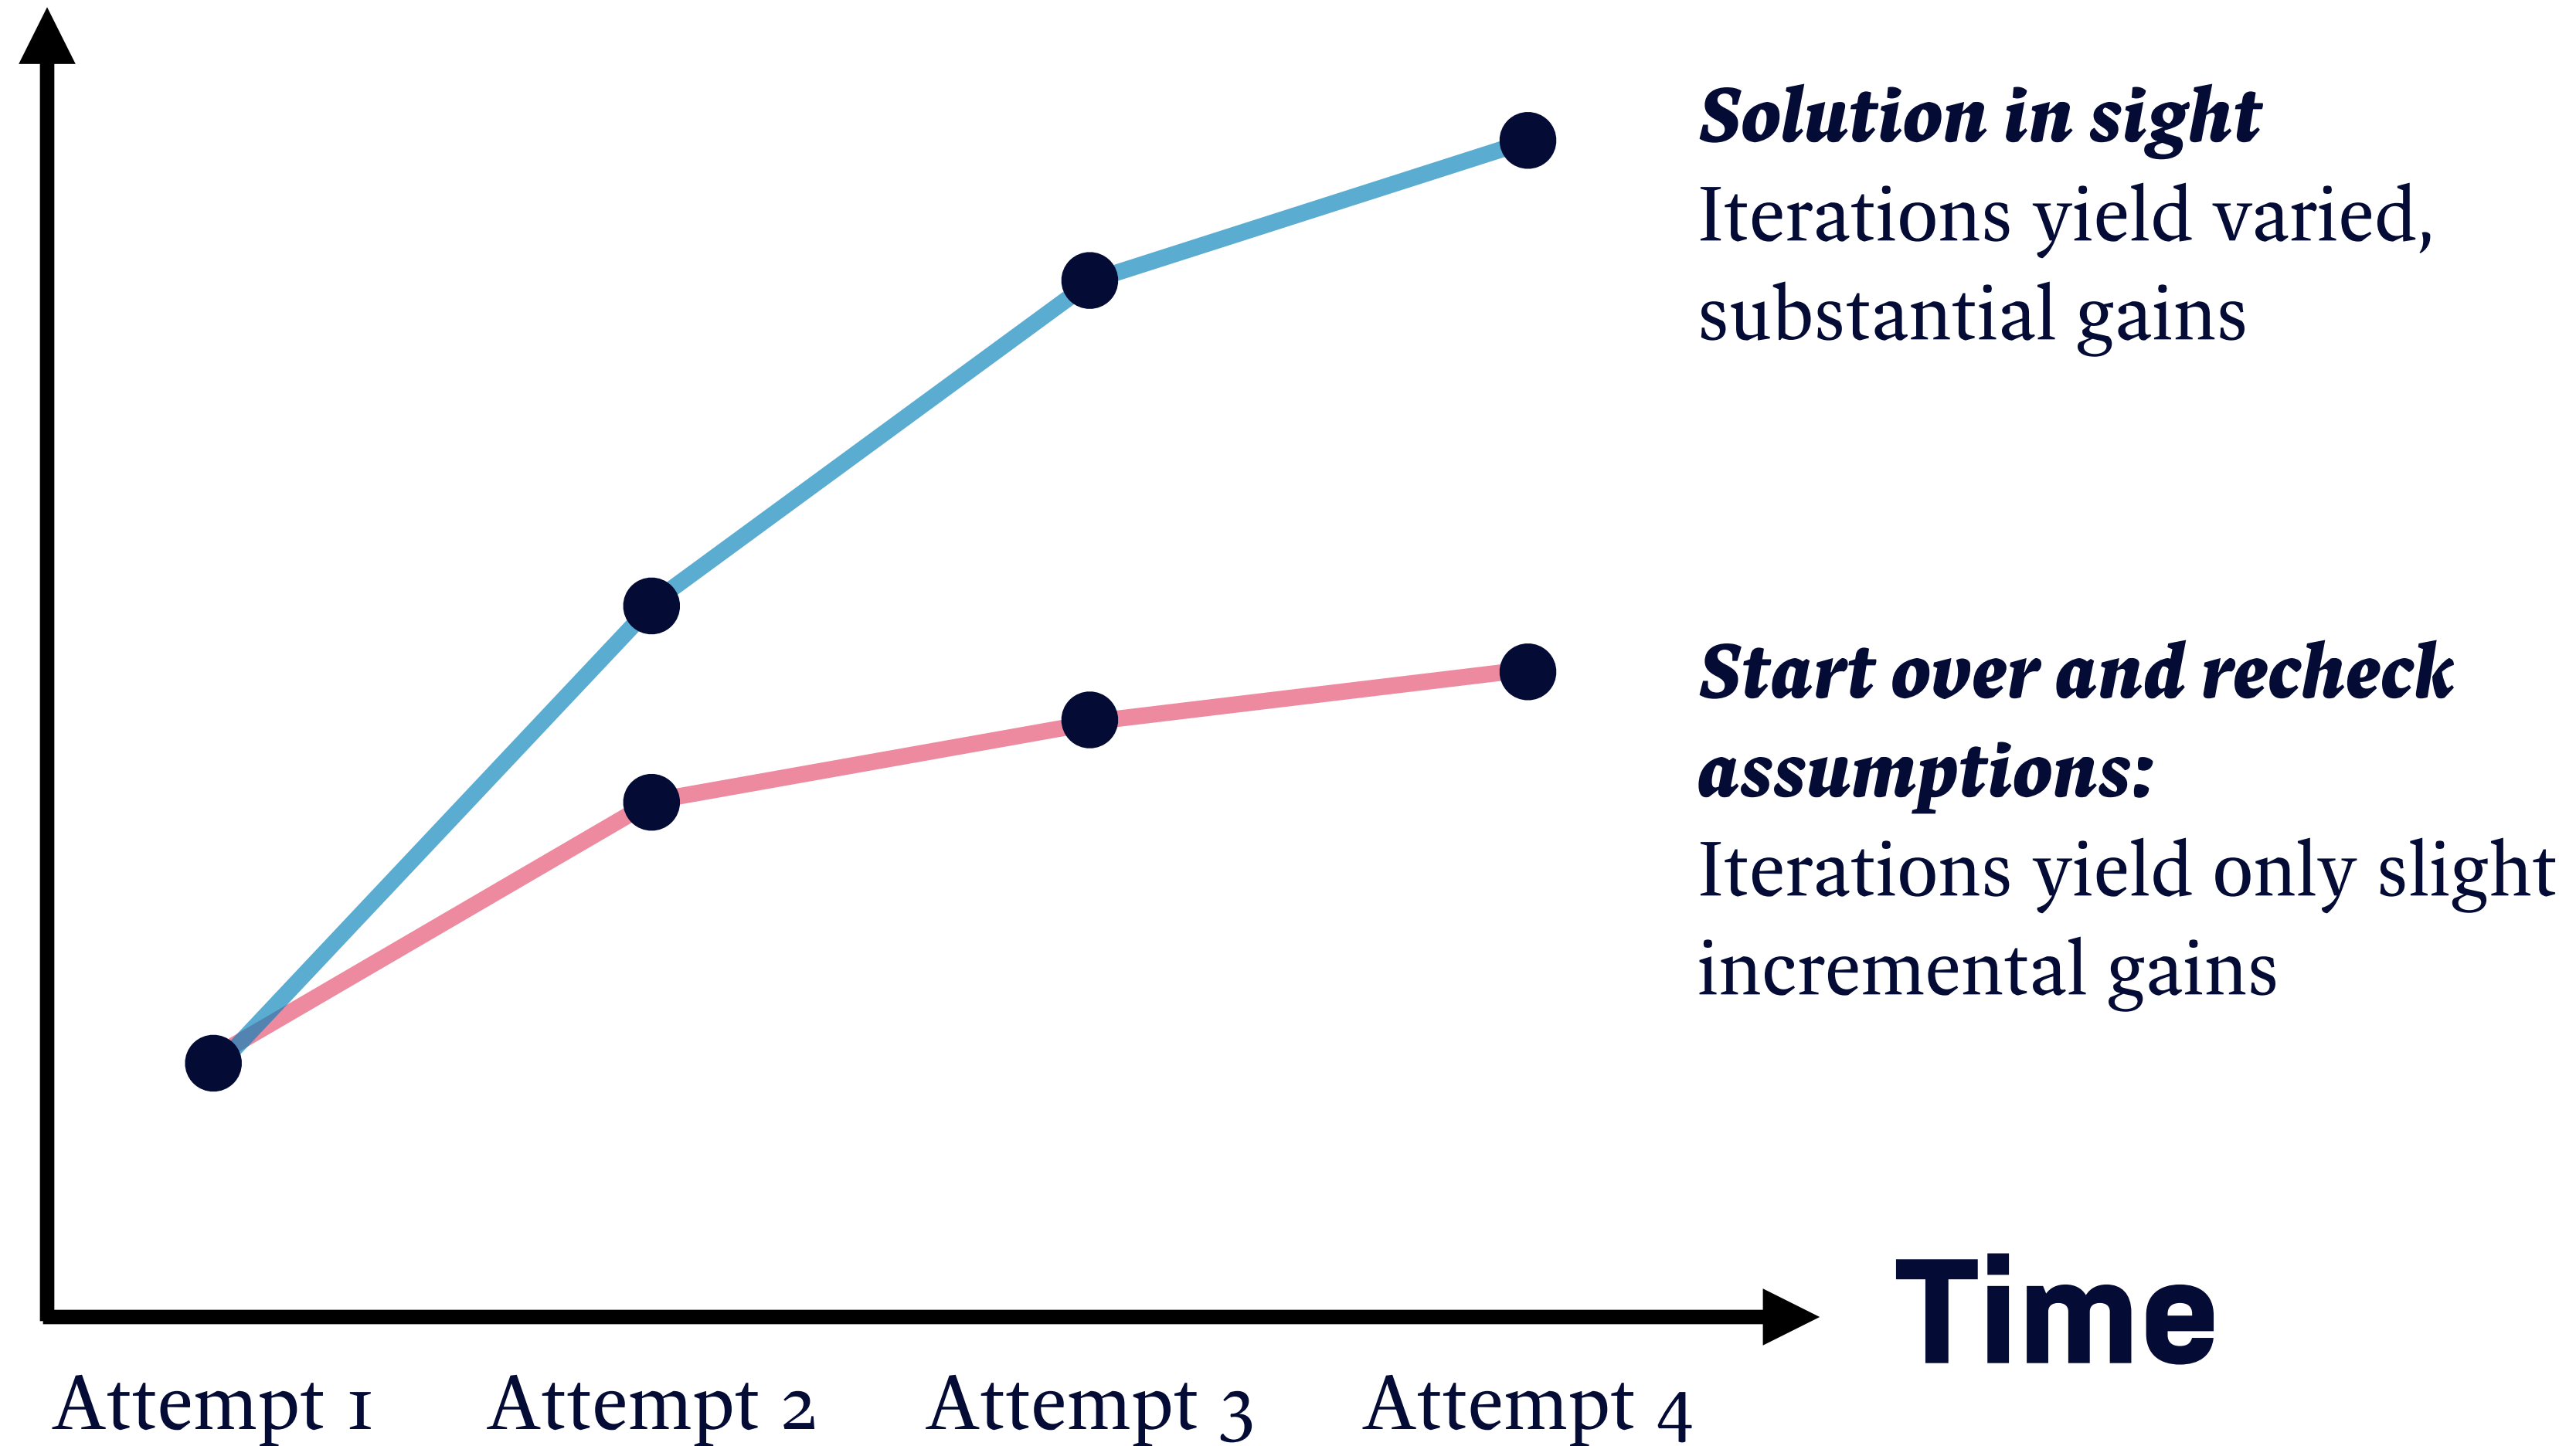 Solution in sight
Iterations yield varied,
substantial gains
Start over and recheck
assumptions:
Iterations yield only slight
incremental gains
Time
Attempt 1
Attempt 2
Attempt 3
Attempt 4